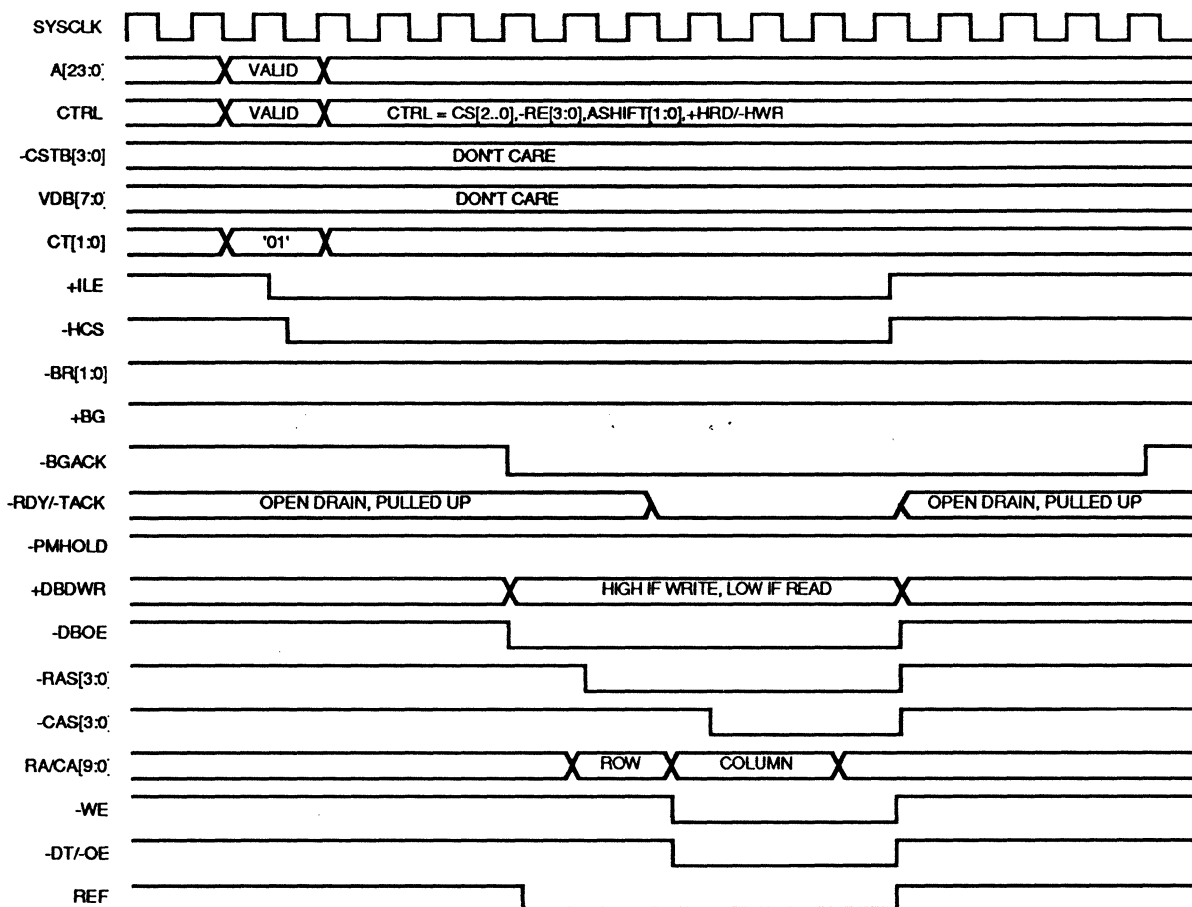 SYSCLK
A[23:0]
VALID
CTRL
VALID
CTRL = CS[2..0],-RE[3:0],ASHIFT[1:0],+HRD/-HWR
-CSTB[3:0]
DON'T CARE
VDB[7:0]
DON'T CARE
CT[1:0]
'01'
+ILE
-HCS
-BR[1:0]
+BG
-BGACK
-RDY/-TACK
OPEN DRAIN, PULLED UP
OPEN DRAIN, PULLED UP
-PMHOLD
+DBDWR
HIGH IF WRITE, LOW IF READ
-DBOE
-RAS[3:0]
-CAS[3:0]
RA/CA[9:0]
ROW
COLUMN
-WE
-DT/-OE
REF